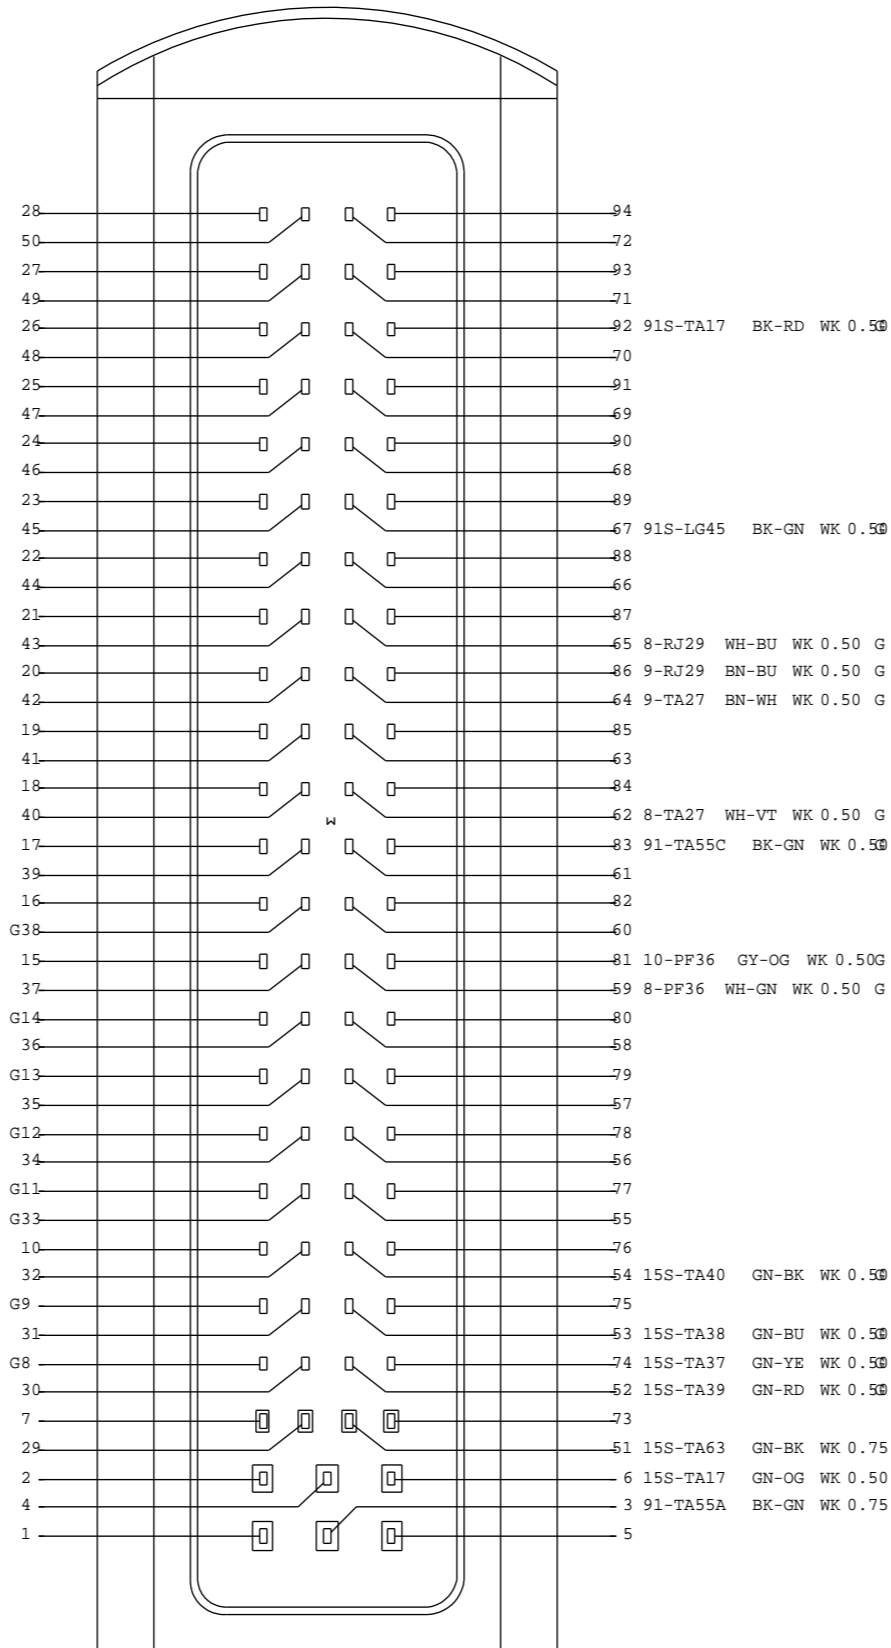 28 94
50 72
27 93
49 71
26 92 91S-TA17 BK-RD WK 0.50 G
48 70
25 91
47 69
24 90
46 68
23 89
45 67 91S-LG45 BK-GN WK 0.50 G
22 88
44 66
21 87
43 65 8-RJ29 WH-BU WK 0.50 G
20 86 9-RJ29 BN-BU WK 0.50 G
42 64 9-TA27 BN-WH WK 0.50 G
19 85
41 63
18 84
40 62 8-TA27 WH-VT WK 0.50 G
17 83 91-TA55C BK-GN WK 0.50 G
39 61
16 82
G38 60
15 81 10-PF36 GY-OG WK 0.50G
37 59 8-PF36 WH-GN WK 0.50 G
G14 80
36 58
G13 79
35 57
G12 78
34 56
G11 77
G33 55
10 76
32 54 15S-TA40 GN-BK WK 0.50 G
G9 75
31 53 15S-TA38 GN-BU WK 0.50 G
G8 74 15S-TA37 GN-YE WK 0.50 G
30 52 15S-TA39 GN-RD WK 0.50 G
7 73
29 51 15S-TA63 GN-BK WK 0.75
2 6 15S-TA17 GN-OG WK 0.50
4 3 91-TA55A BK-GN WK 0.75
1 5